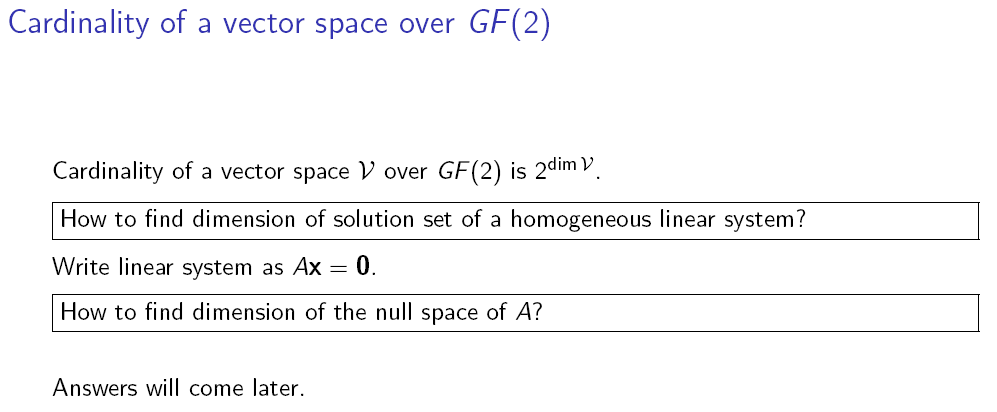 Cardinality of a vector space over GF(2)
Cardinality of a vector space 𝒱 over GF(2) is 2^{dim 𝒱}.
How to find dimension of solution set of a homogeneous linear system?
Write linear system as Ax = 0.
How to find dimension of the null space of A?
Answers will come later.